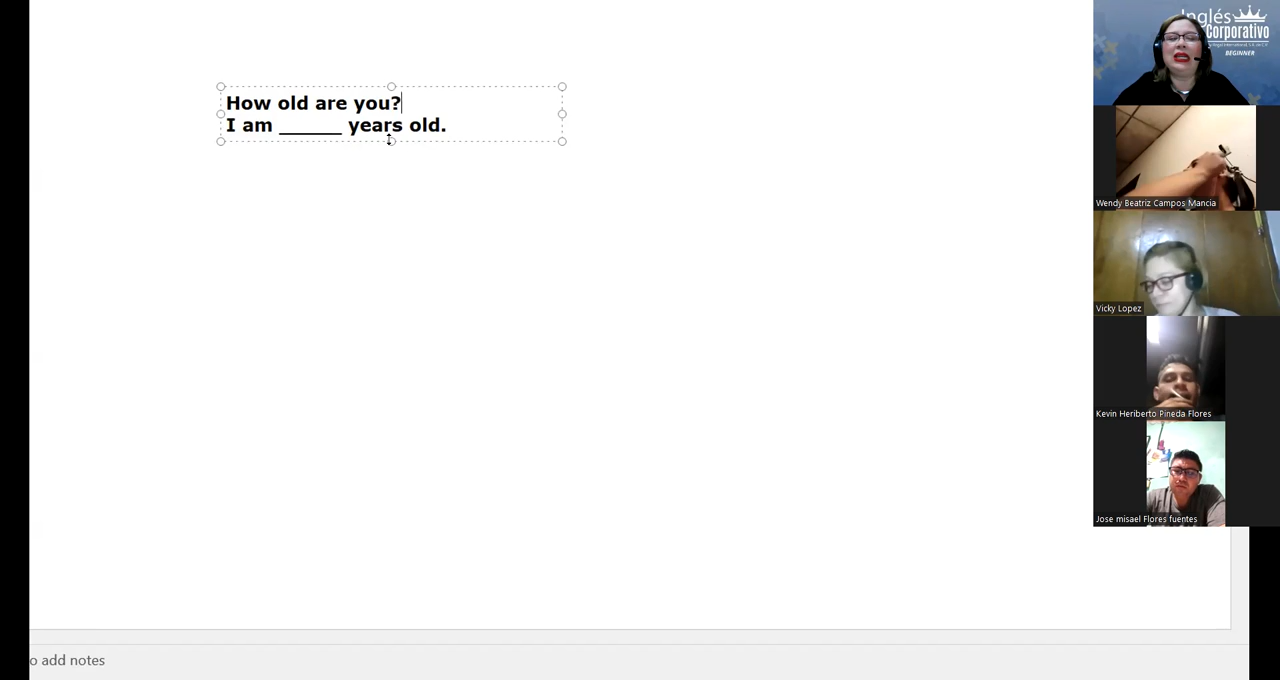 How old are you?
I am _____ years old.
Inglés
Corporativo
BEGINNER
Wendy Beatriz Campos Mancia
Vicky Lopez
Kevin Heriberto Pineda Flores
Jose misael Flores fuentes
o add notes